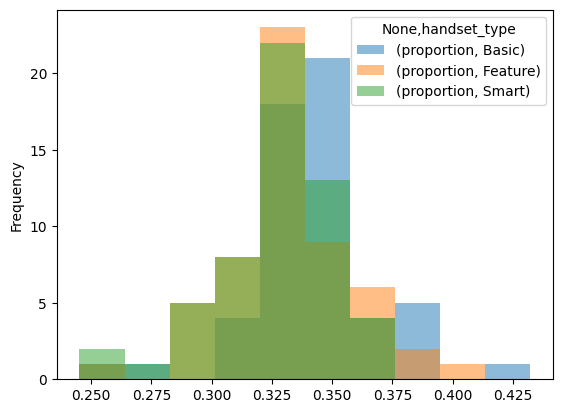 None,handset_type
(proportion, Basic)
(proportion, Feature)
(proportion, Smart)
Frequency
20
15
10
5
0
0.250 0.275 0.300 0.325 0.350 0.375 0.400 0.425